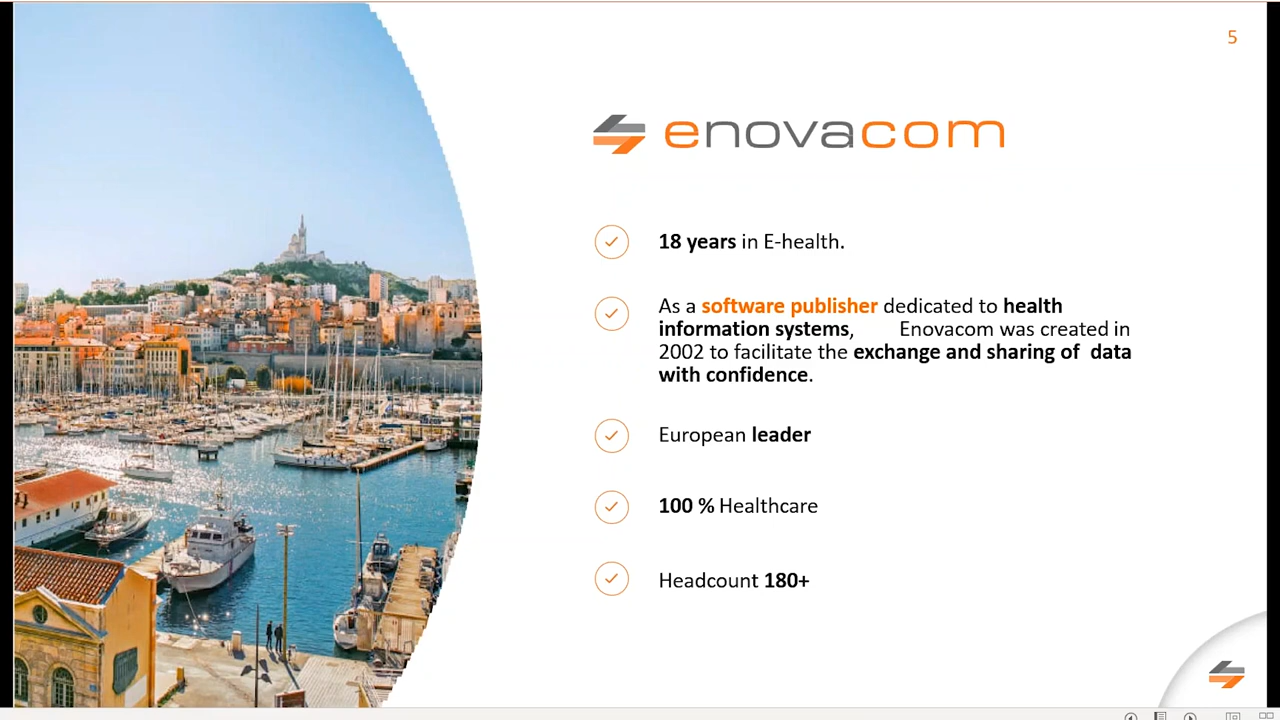 5
enovacom
18 years in E-health.
As a software publisher dedicated to health
information systems, Enovacom was created in
2002 to facilitate the exchange and sharing of data
with confidence.
European leader
100 % Healthcare
Headcount 180+